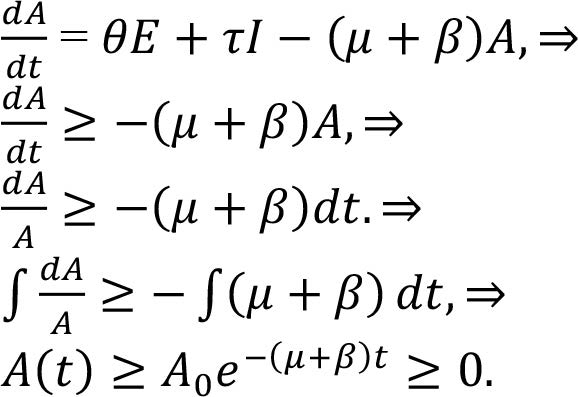 dA/dt = θE + τI − (μ + β)A, ⇒
dA/dt ≥ −(μ + β)A, ⇒
dA/A ≥ −(μ + β)dt. ⇒
∫ dA/A ≥ − ∫(μ + β) dt, ⇒
A(t) ≥ A₀e^{−(μ+β)t} ≥ 0.